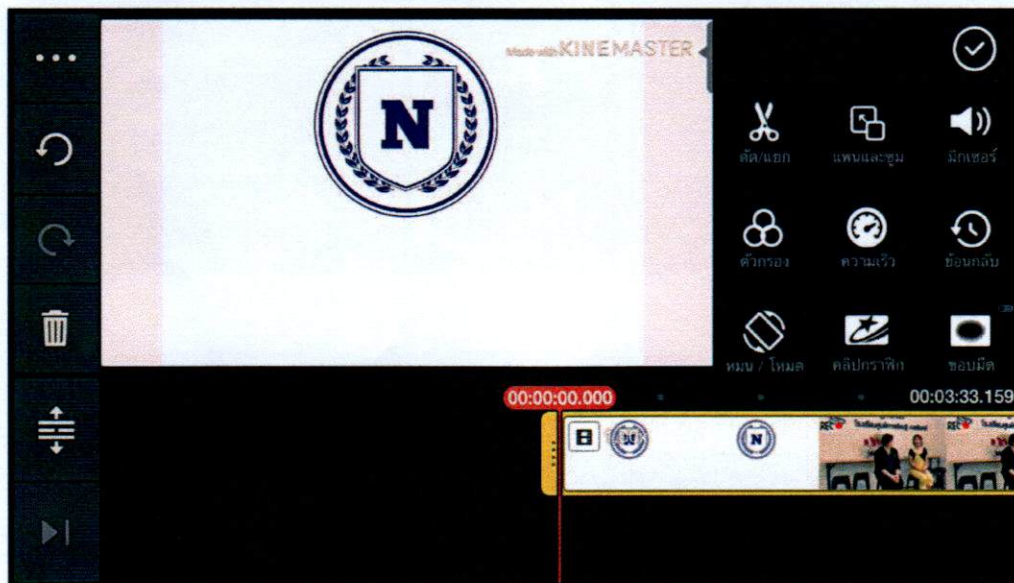 Made with KINEMASTER
N
ตัด/แยก
แพนและซูม
มิกเซอร์
ตัวกรอง
ความเร็ว
ย้อนกลับ
หมุน / โหมด
คลิปกราฟิก
ขอบมืด
00:00:00.000
00:03:33.159
N
N
REC
REC